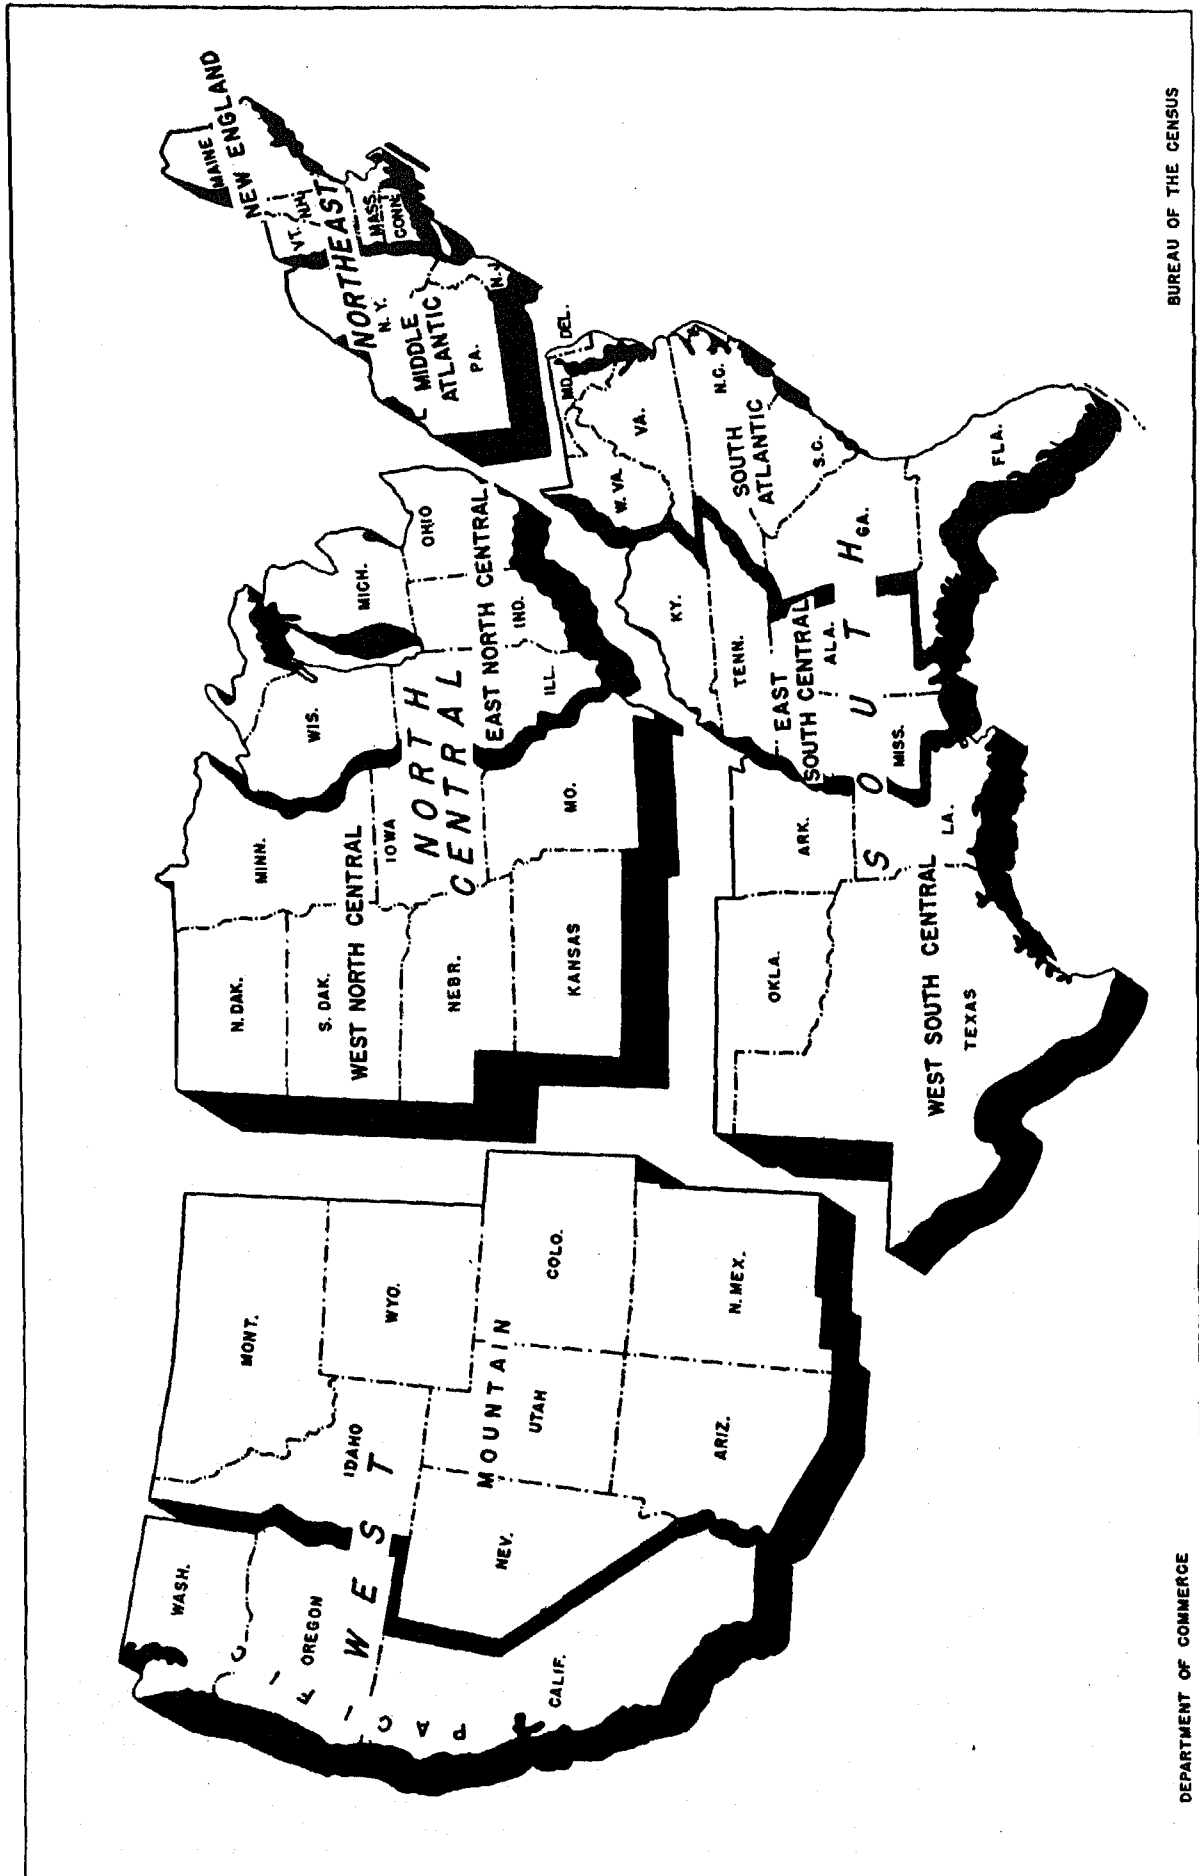 WEST
PACIFIC
WASH.
OREGON
CALIF.
MOUNTAIN
MONT.
IDAHO
WYO.
NEV.
UTAH
COLO.
ARIZ.
N. MEX.
NORTH
CENTRAL
WEST NORTH CENTRAL
N. DAK.
MINN.
S. DAK.
IOWA
NEBR.
KANSAS
MO.
EAST NORTH CENTRAL
WIS.
MICH.
ILL.
IND.
OHIO
NORTHEAST
NEW ENGLAND
MAINE
VT.
N.H.
MASS.
CONN.
MIDDLE
ATLANTIC
N. Y.
PA.
N.J.
SOUTH
WEST SOUTH CENTRAL
OKLA.
ARK.
TEXAS
LA.
EAST
SOUTH CENTRAL
KY.
TENN.
MISS.
ALA.
SOUTH
ATLANTIC
DEL.
MD.
W. VA.
VA.
N.C.
S.C.
GA.
FLA.
DEPARTMENT OF COMMERCE
BUREAU OF THE CENSUS